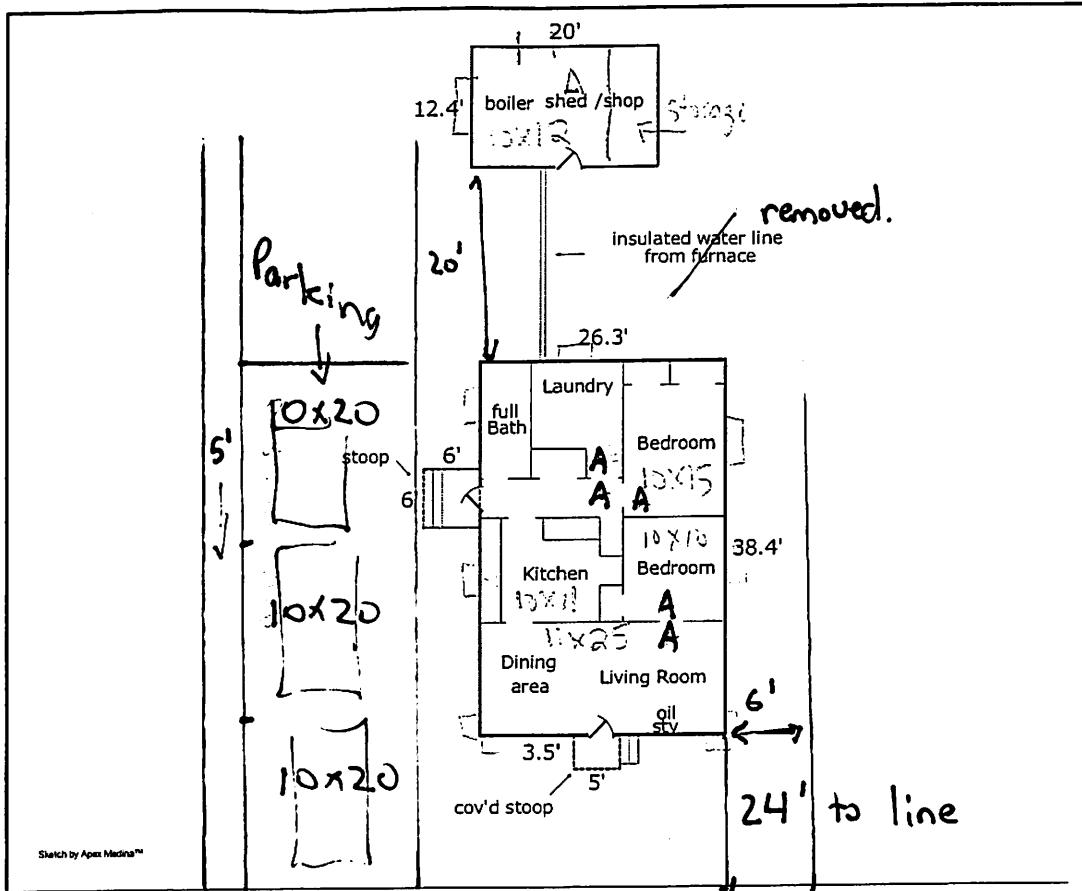 20'
12.4'
boiler shed /shop
10x12
storage
removed.
insulated water line
from furnace
20'
Parking
26.3'
Laundry
full
Bath
10x20
5'
stoop
6'
6'
A
A
A
Bedroom
10x10
Bedroom
38.4'
Kitchen
A
A
11x25
10x20
Dining
area
Living Room
oil
stv
6'
3.5'
5'
cov'd stoop
10x20
24' to line
Sketch by Apex Medina™